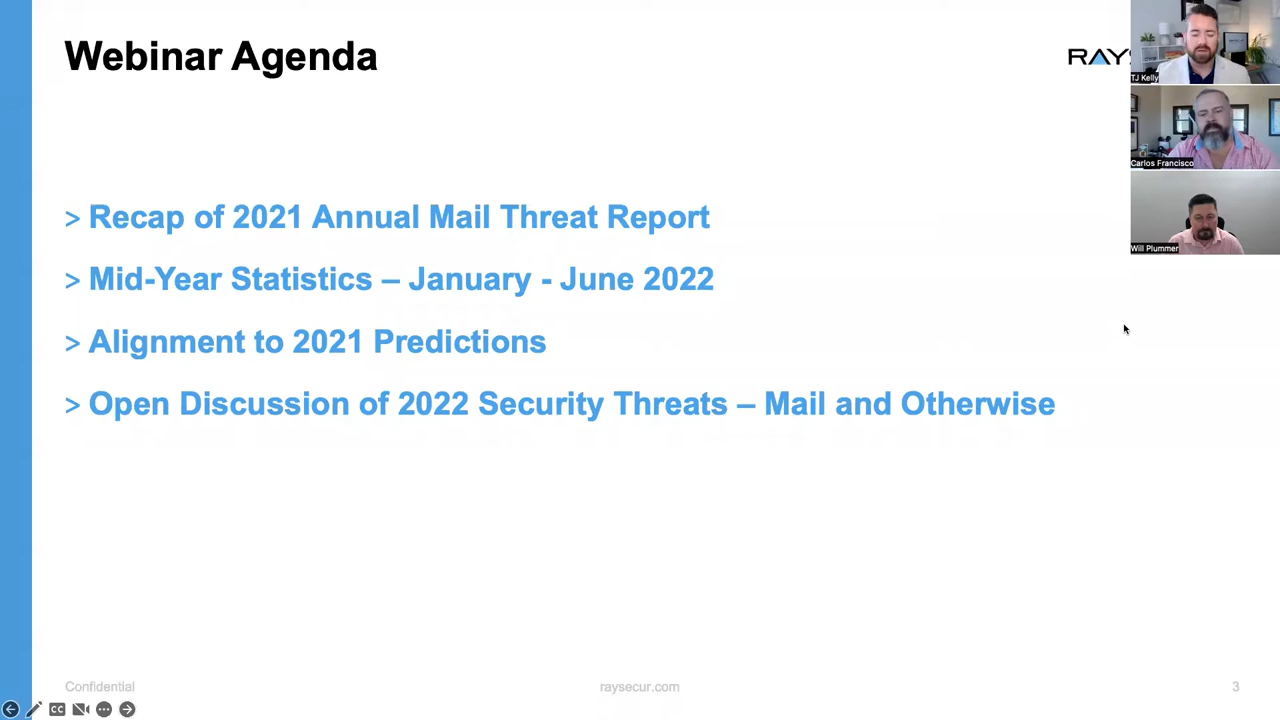 Webinar Agenda
RAYS
TJ Kelly
Carlos Francisco
Will Plummer
> Recap of 2021 Annual Mail Threat Report
> Mid-Year Statistics – January - June 2022
> Alignment to 2021 Predictions
> Open Discussion of 2022 Security Threats – Mail and Otherwise
Confidential
raysecur.com
3
CC